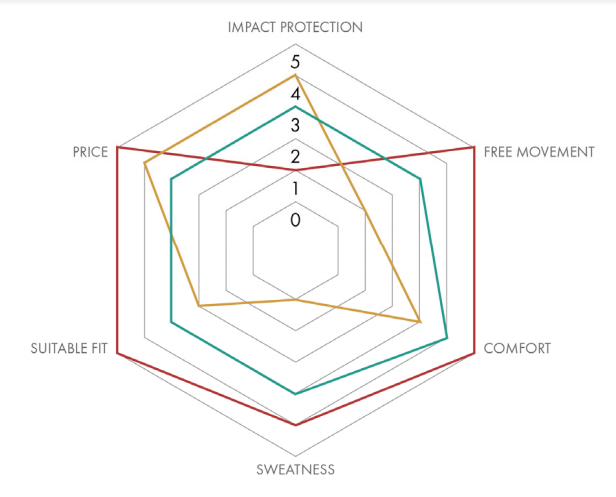 IMPACT PROTECTION
5
4
3
2
1
0
PRICE
FREE MOVEMENT
SUITABLE FIT
COMFORT
SWEATNESS